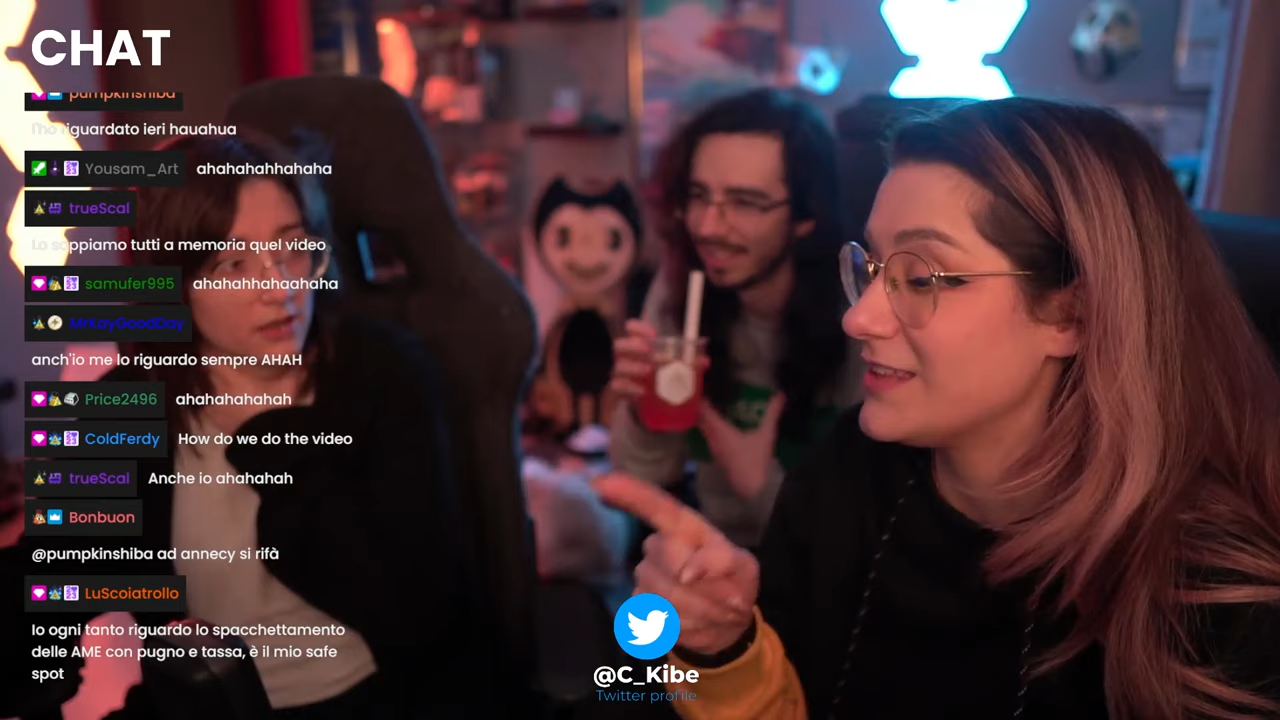 CHAT
pumpkinshiba
l'ho riguardato ieri hauahua
Yousam_Art ahahahahhahaha
trueScal
Lo sappiamo tutti a memoria quel video
samufer995 ahahahhahaahaha
MrKayGoodDay
anch'io me lo riguardo sempre AHAH
Price2496 ahahahahahah
ColdFerdy How do we do the video
trueScal Anche io ahahahah
Bonbuon
@pumpkinshiba ad annecy si rifà
LuScoiatrollo
Io ogni tanto riguardo lo spacchettamento
delle AME con pugno e tassa, è il mio safe
spot
@C_Kibe
Twitter profile